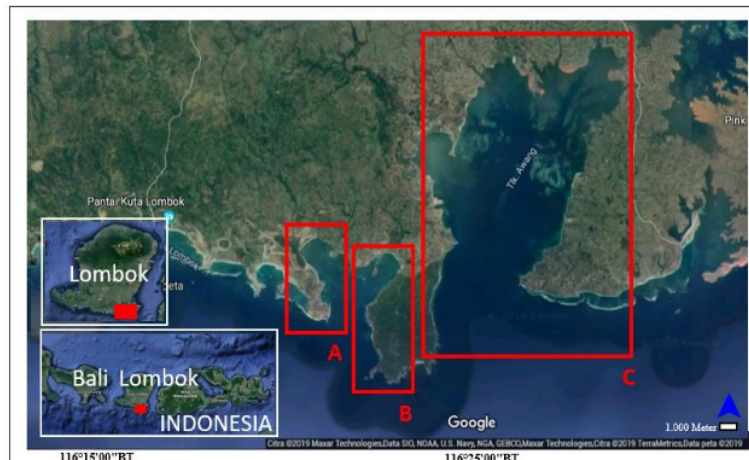 Pink
Tlk. Awang
Pantai Kuta Lombok
Lombok
Lombok
A
B
C
Bali Lombok
INDONESIA
Google
1.000 Meter
Citra ©2019 Maxar Technologies,Data SIO, NOAA, U.S. Navy, NGA, GEBCO,Maxar Technologies,Citra ©2019 TerraMetrics,Data peta ©2019
116°15'00"BT
116°25'00"BT